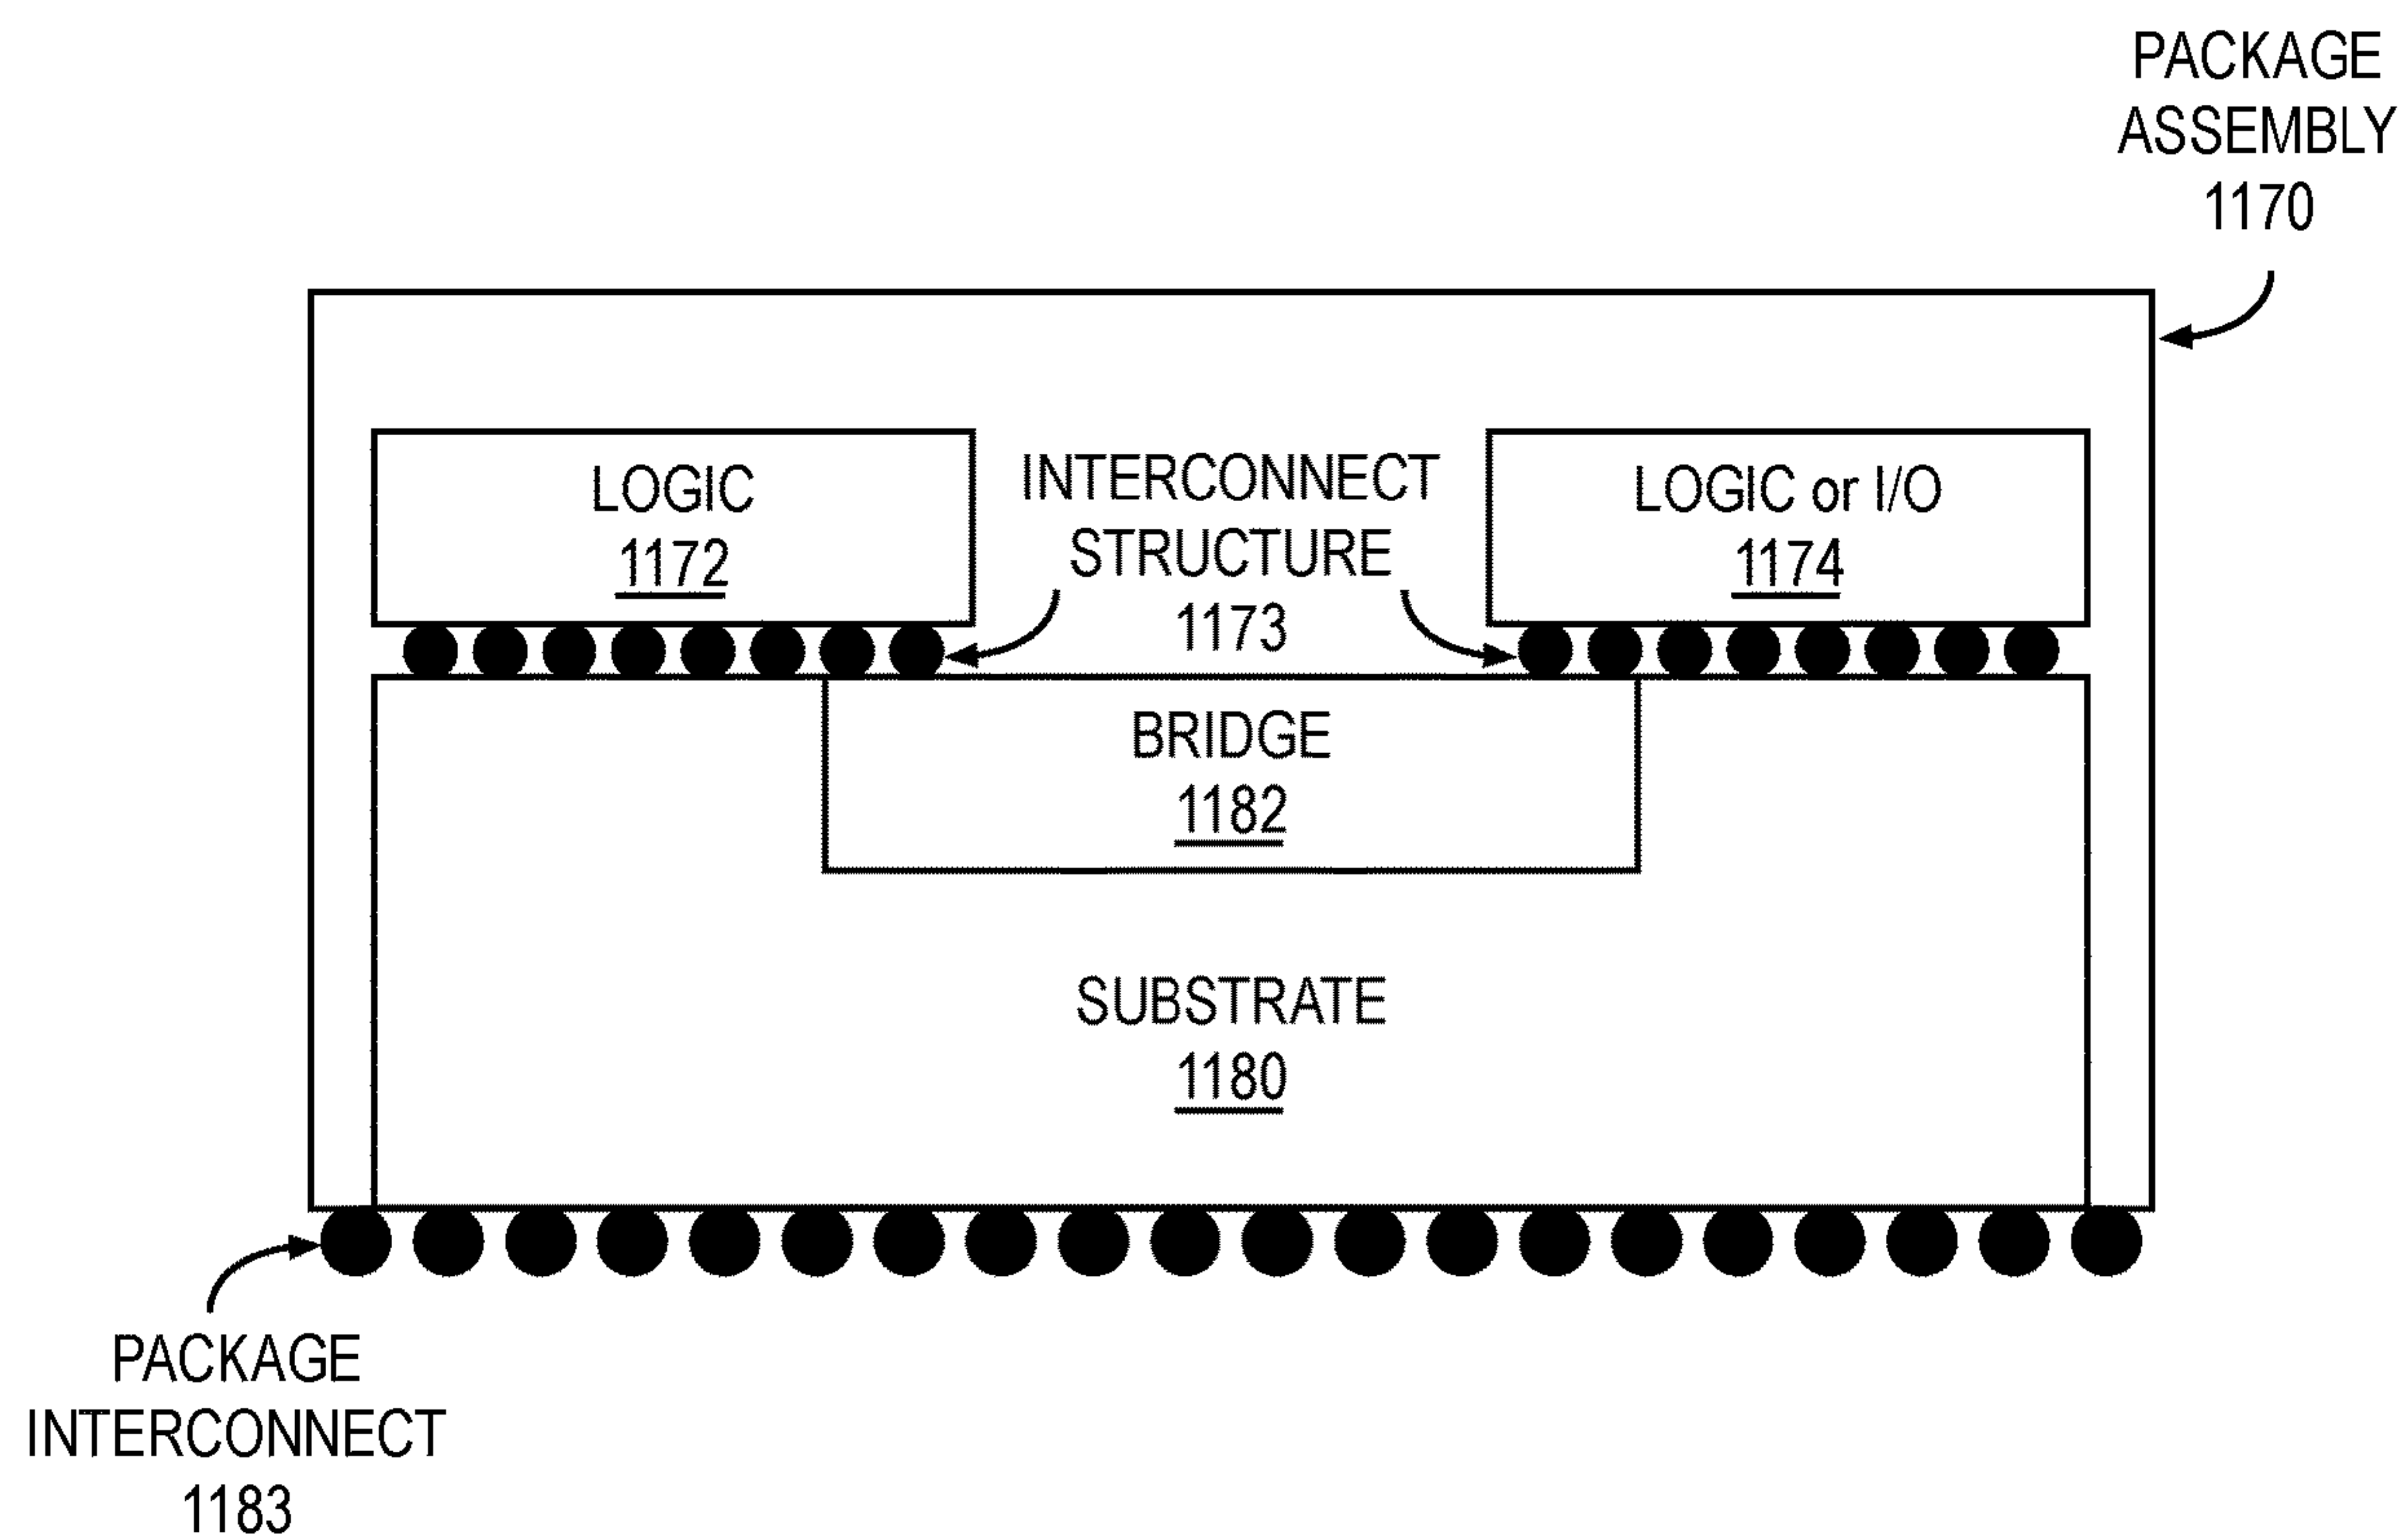 PACKAGE
ASSEMBLY
1170
LOGIC
1172
INTERCONNECT
STRUCTURE
1173
LOGIC or I/O
1174
BRIDGE
1182
SUBSTRATE
1180
PACKAGE
INTERCONNECT
1183